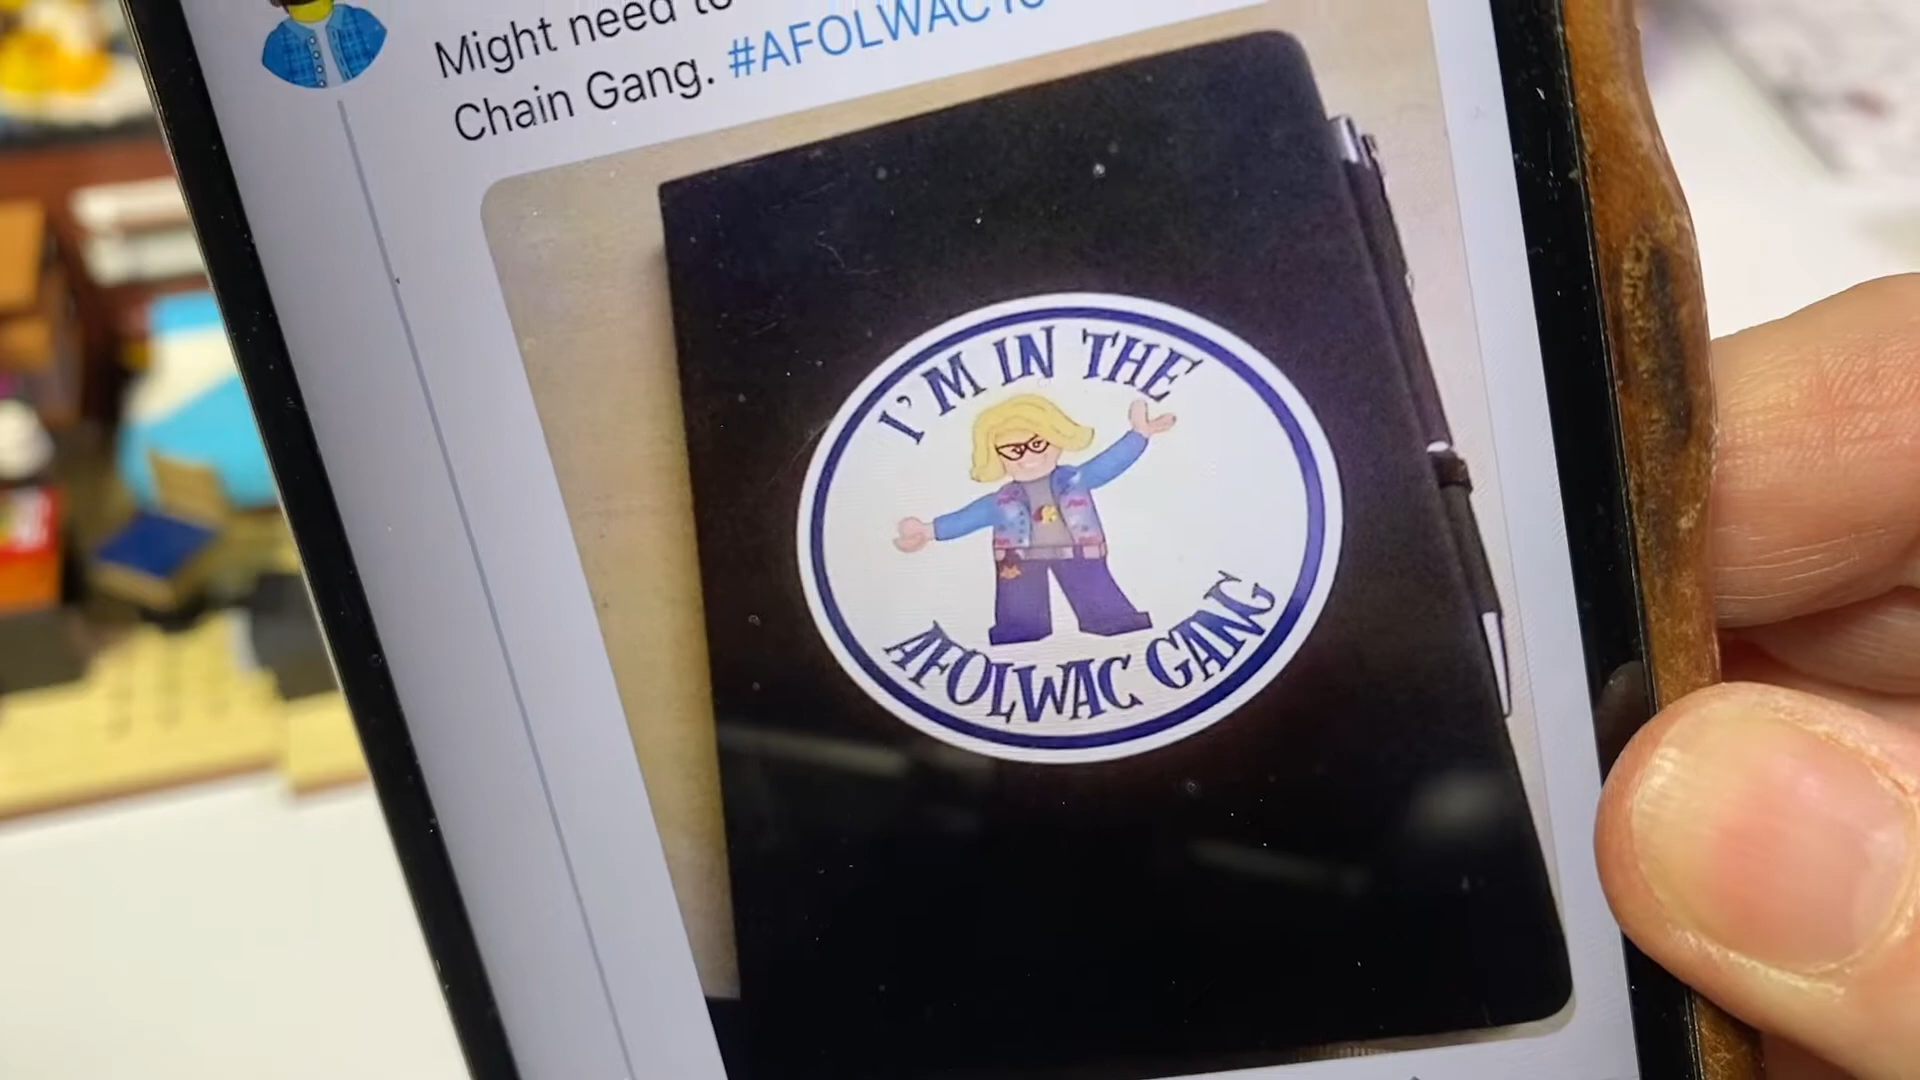 Might need to
Chain Gang. #AFOLWAC
I'M IN THE
AFOLWAC GANG